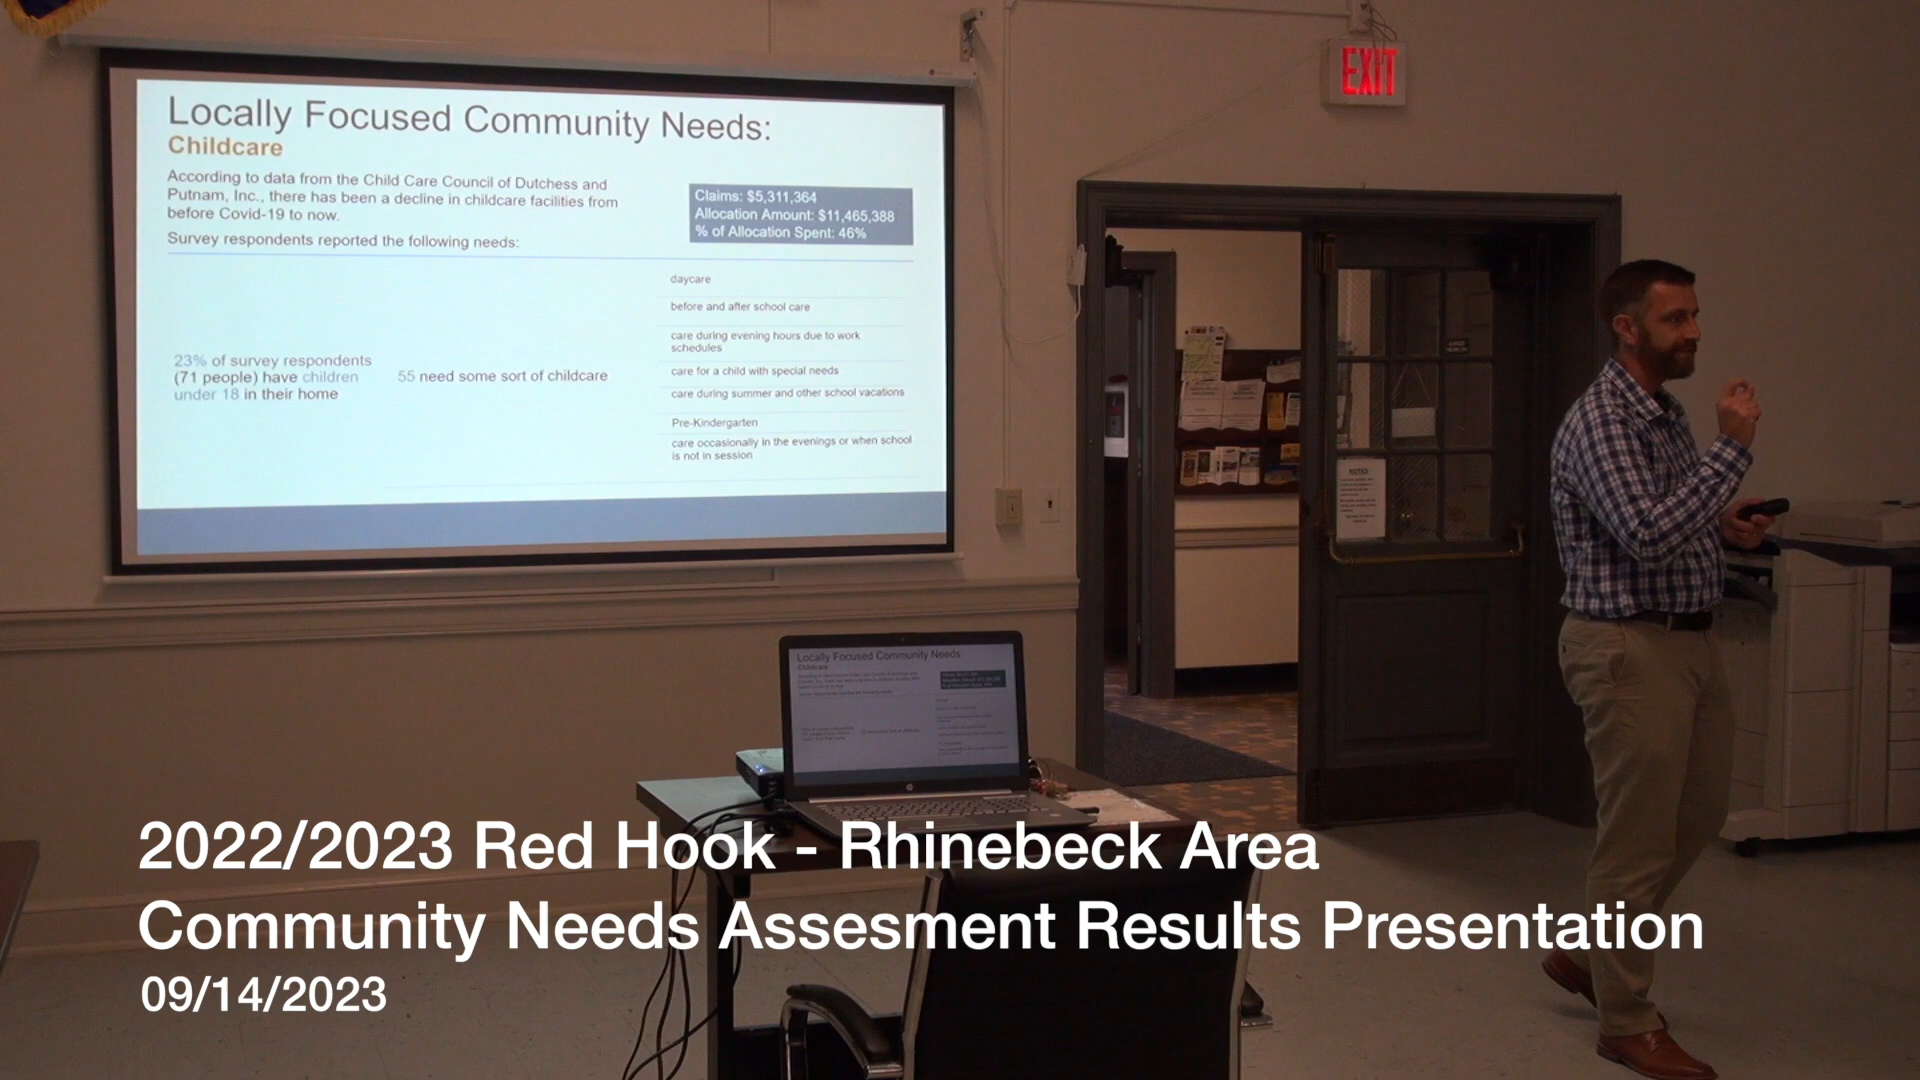 EXIT
Locally Focused Community Needs:
Childcare
According to data from the Child Care Council of Dutchess and
Putnam, Inc., there has been a decline in childcare facilities from
before Covid-19 to now.
Survey respondents reported the following needs:
Claims: $5,311,364
Allocation Amount: $11,465,388
% of Allocation Spent: 46%
23% of survey respondents
(71 people) have children
under 18 in their home
55 need some sort of childcare
daycare
before and after school care
care during evening hours due to work
schedules
care for a child with special needs
care during summer and other school vacations
Pre-Kindergarten
care occasionally in the evenings or when school
is not in session
NOTICE
Locally Focused Community Needs
Childcare
2022/2023 Red Hook - Rhinebeck Area
Community Needs Assesment Results Presentation
09/14/2023